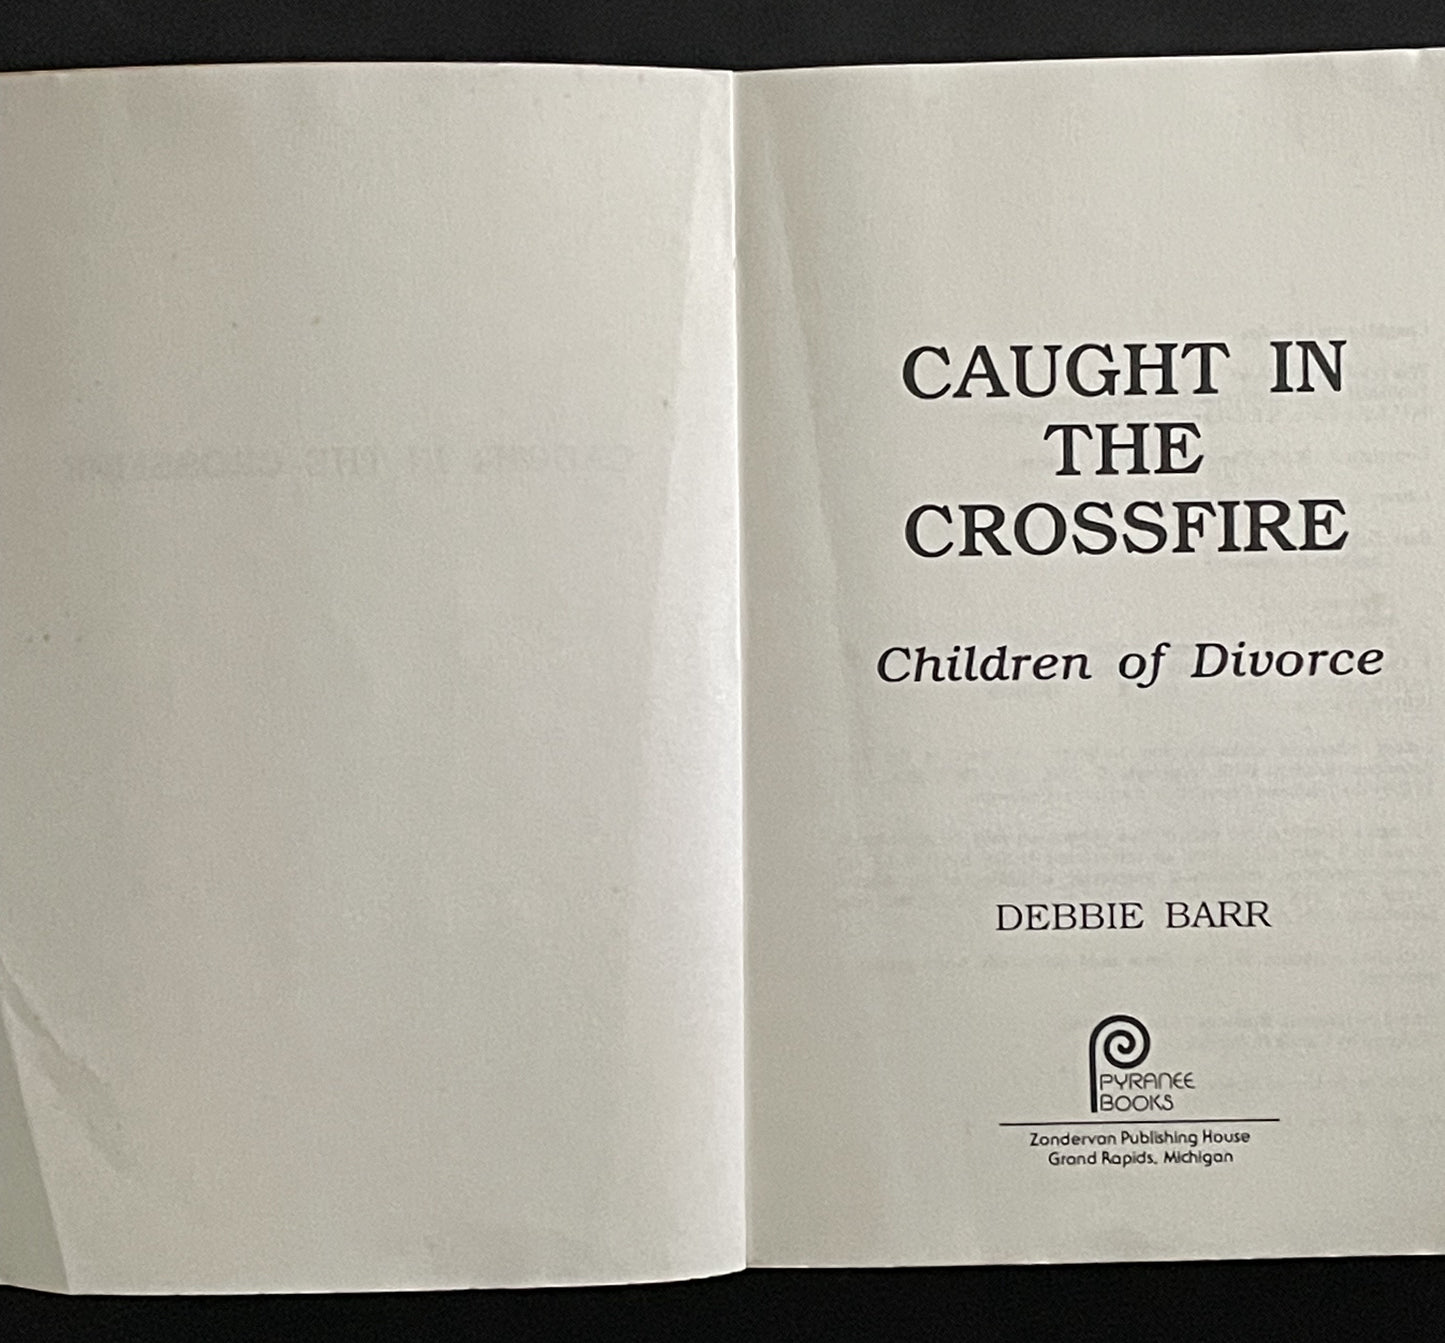 CAUGHT IN
THE
CROSSFIRE
Children of Divorce
DEBBIE BARR
PYRANEE
BOOKS
Zondervan Publishing House
Grand Rapids, Michigan